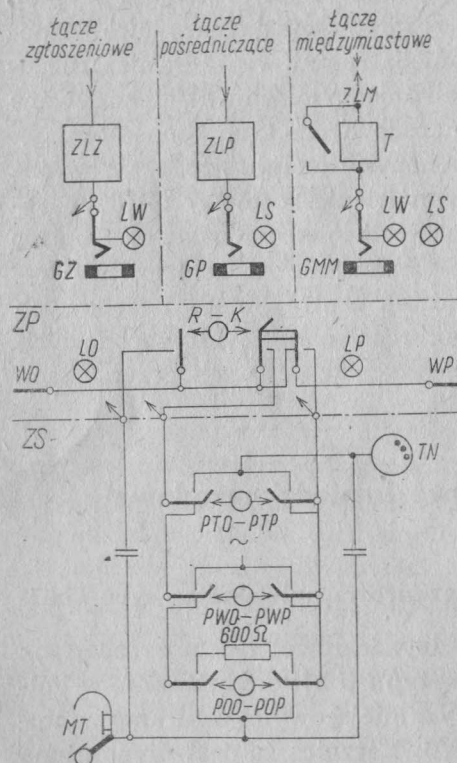 łącze zgłoszeniowe
łącze pośredniczące
łącze międzymiastowe
ZLZ
ZLP
ZLM
T
LW
LS
LW
LS
GZ
GP
GMM
ZP
R - K
LO
LP
WO
WP
ZS
TN
PTO-PTP
~
PWO-PWP
600Ω
POO-POP
MT